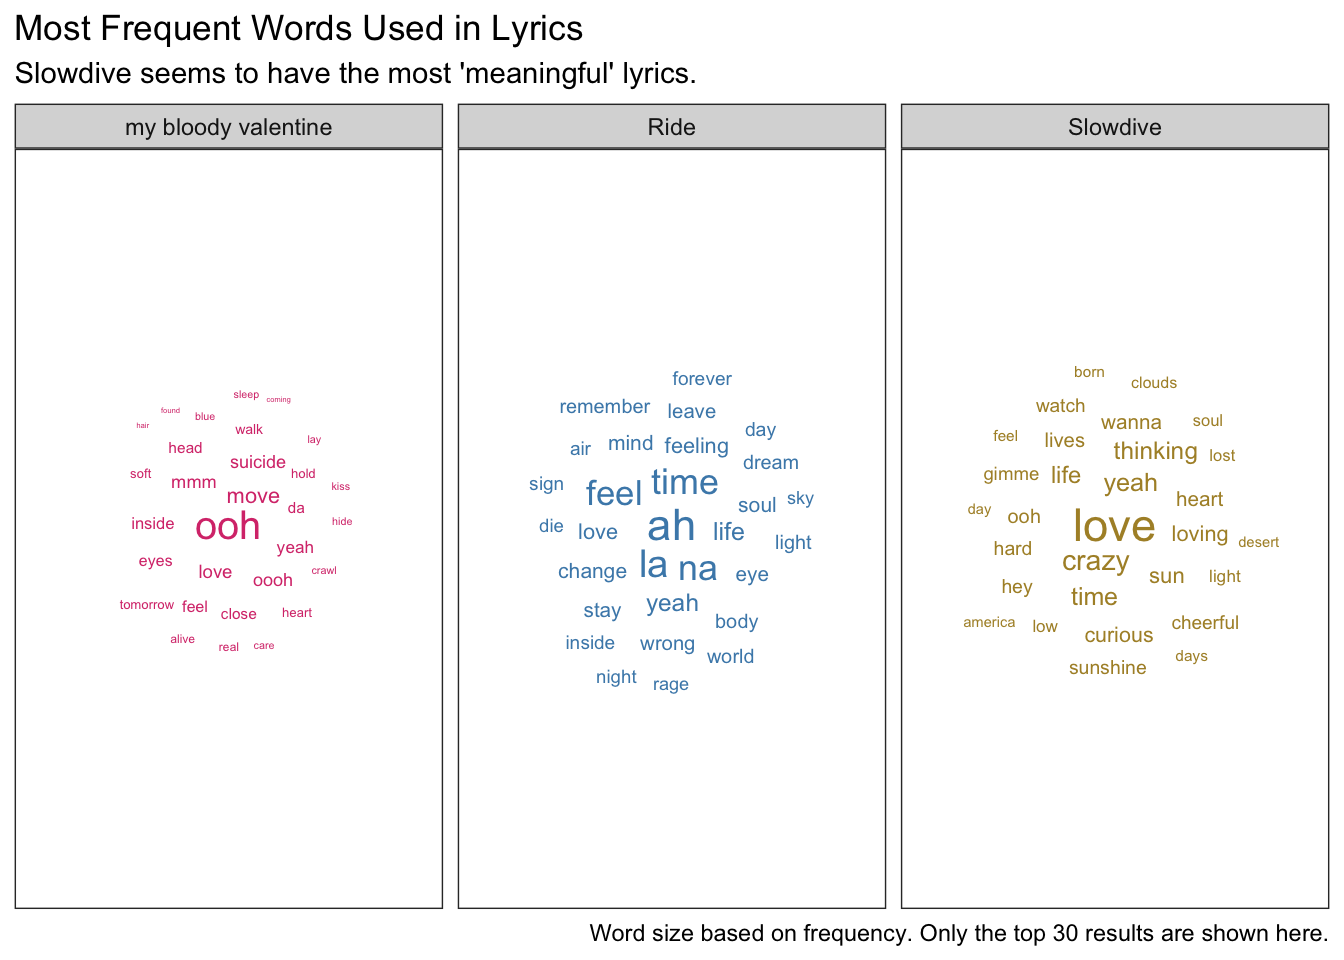 Most Frequent Words Used in Lyrics
Slowdive seems to have the most 'meaningful' lyrics.
my bloody valentine
sleep
coming
found
blue
hair
walk
lay
head
suicide
soft
hold
mmm
kiss
move
da
inside
ooh
hide
yeah
eyes
love
oooh
crawl
tomorrow
feel
close
heart
alive
real
care
Ride
forever
remember
leave
day
air
mind
feeling
dream
sign
feel
time
soul
sky
die
love
ah
life
light
change
la
na
eye
stay
yeah
body
inside
wrong
world
night
rage
Slowdive
born
clouds
watch
wanna
soul
feel
lives
thinking
lost
gimme
life
yeah
heart
day
ooh
love
loving
desert
hard
crazy
sun
light
hey
time
america
low
curious
cheerful
sunshine
days
Word size based on frequency. Only the top 30 results are shown here.